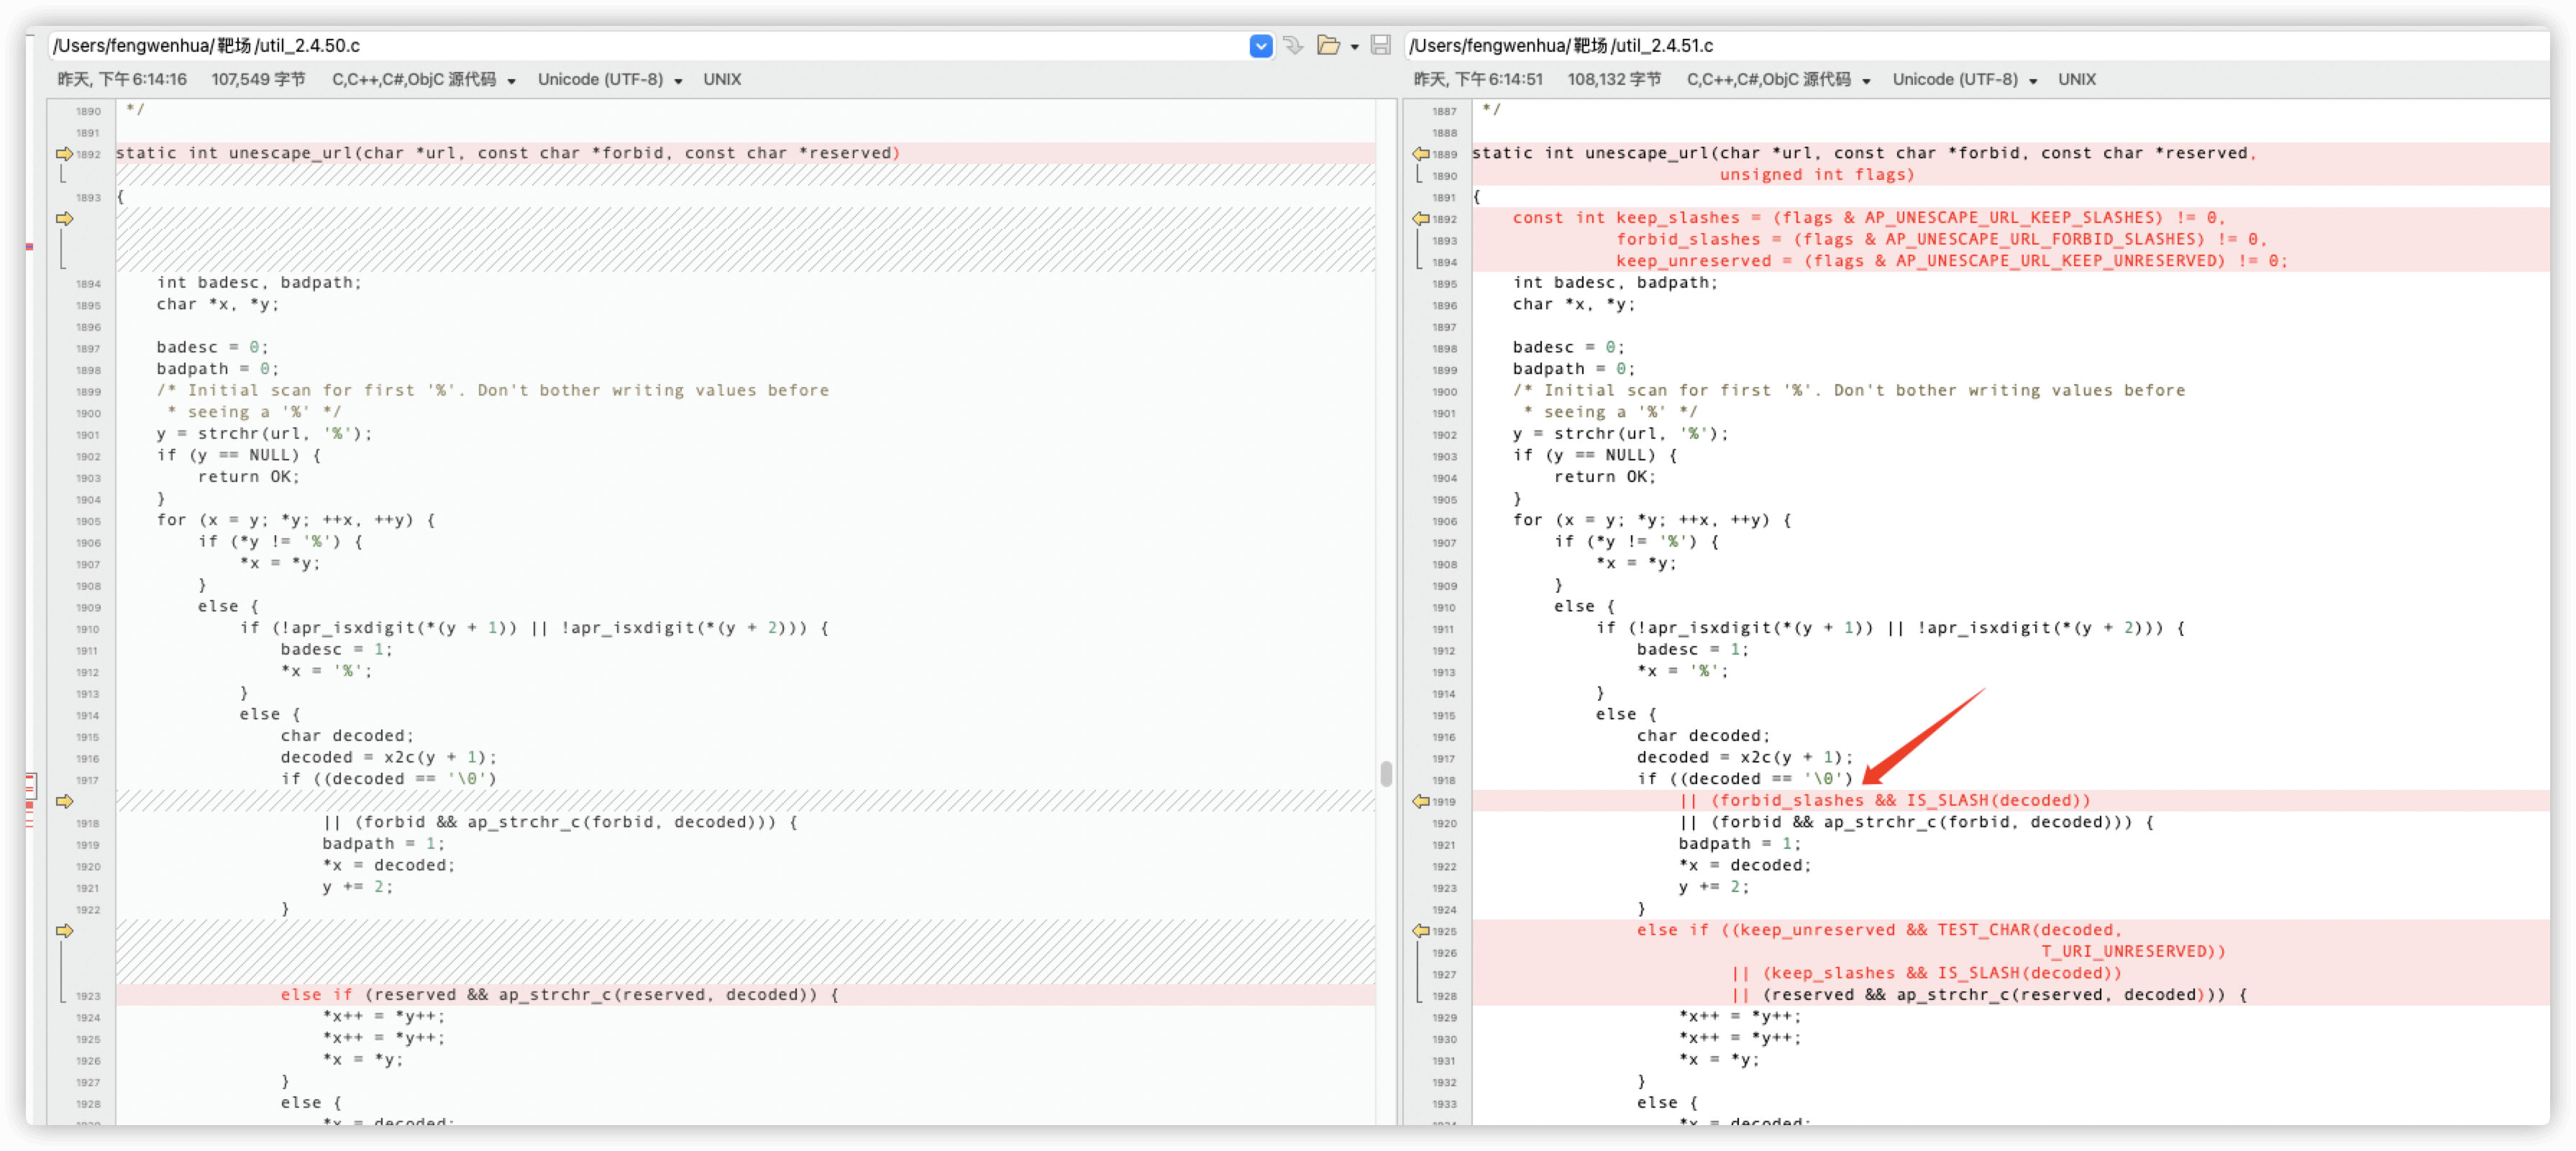 /Users/fengwenhua/靶场/util_2.4.50.c
昨天, 下午6:14:16 107,549 字节 C,C++,C#,ObjC 源代码 Unicode (UTF-8) UNIX
1890 */
1891
1892 static int unescape_url(char *url, const char *forbid, const char *reserved)
1893 {
1894 int badesc, badpath;
1895 char *x, *y;
1896
1897 badesc = 0;
1898 badpath = 0;
1899 /* Initial scan for first '%'. Don't bother writing values before
1900 * seeing a '%' */
1901 y = strchr(url, '%');
1902 if (y == NULL) {
1903 return OK;
1904 }
1905 for (x = y; *y; ++x, ++y) {
1906 if (*y != '%') {
1907 *x = *y;
1908 }
1909 else {
1910 if (!apr_isxdigit(*(y + 1)) || !apr_isxdigit(*(y + 2))) {
1911 badesc = 1;
1912 *x = '%';
1913 }
1914 else {
1915 char decoded;
1916 decoded = x2c(y + 1);
1917 if ((decoded == '\0')
1918 || (forbid && ap_strchr_c(forbid, decoded))) {
1919 badpath = 1;
1920 *x = decoded;
1921 y += 2;
1922 }
1923 else if (reserved && ap_strchr_c(reserved, decoded)) {
1924 *x++ = *y++;
1925 *x++ = *y++;
1926 *x = *y;
1927 }
1928 else {
*x = decoded;
/Users/fengwenhua/靶场/util_2.4.51.c
昨天, 下午6:14:51 108,132 字节 C,C++,C#,ObjC 源代码 Unicode (UTF-8) UNIX
1887 */
1888
1889 static int unescape_url(char *url, const char *forbid, const char *reserved,
1890 unsigned int flags)
1891 {
1892 const int keep_slashes = (flags & AP_UNESCAPE_URL_KEEP_SLASHES) != 0,
1893 forbid_slashes = (flags & AP_UNESCAPE_URL_FORBID_SLASHES) != 0,
1894 keep_unreserved = (flags & AP_UNESCAPE_URL_KEEP_UNRESERVED) != 0;
1895 int badesc, badpath;
1896 char *x, *y;
1897
1898 badesc = 0;
1899 badpath = 0;
1900 /* Initial scan for first '%'. Don't bother writing values before
1901 * seeing a '%' */
1902 y = strchr(url, '%');
1903 if (y == NULL) {
1904 return OK;
1905 }
1906 for (x = y; *y; ++x, ++y) {
1907 if (*y != '%') {
1908 *x = *y;
1909 }
1910 else {
1911 if (!apr_isxdigit(*(y + 1)) || !apr_isxdigit(*(y + 2))) {
1912 badesc = 1;
1913 *x = '%';
1914 }
1915 else {
1916 char decoded;
1917 decoded = x2c(y + 1);
1918 if ((decoded == '\0')
1919 || (forbid_slashes && IS_SLASH(decoded))
1920 || (forbid && ap_strchr_c(forbid, decoded))) {
1921 badpath = 1;
1922 *x = decoded;
1923 y += 2;
1924 }
1925 else if ((keep_unreserved && TEST_CHAR(decoded,
1926 T_URI_UNRESERVED))
1927 || (keep_slashes && IS_SLASH(decoded))
1928 || (reserved && ap_strchr_c(reserved, decoded))) {
1929 *x++ = *y++;
1930 *x++ = *y++;
1931 *x = *y;
1932 }
1933 else {
*x = decoded;